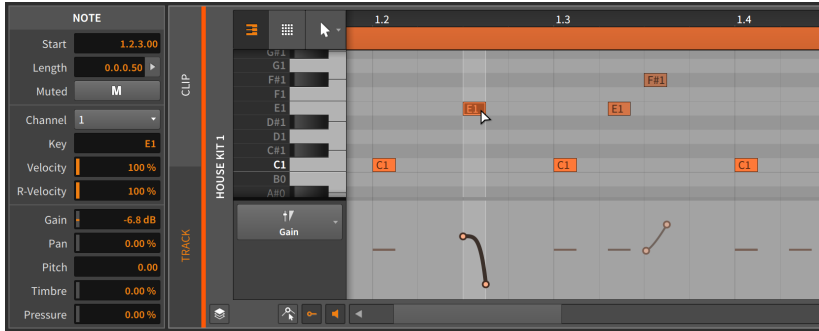 NOTE
Start 1.2.3.00
Length 0.0.0.50
Muted M
Channel 1
Key E1
Velocity 100 %
R-Velocity 100 %
Gain -6.8 dB
Pan 0.00 %
Pitch 0.00
Timbre 0.00 %
Pressure 0.00 %
CLIP
TRACK
HOUSE KIT 1
1.2 1.3 1.4
G#1
G1
F#1 F#1
F1
E1 E1 E1
D#1
D1
C#1
C1 C1 C1 C1
B0
A#0
Gain